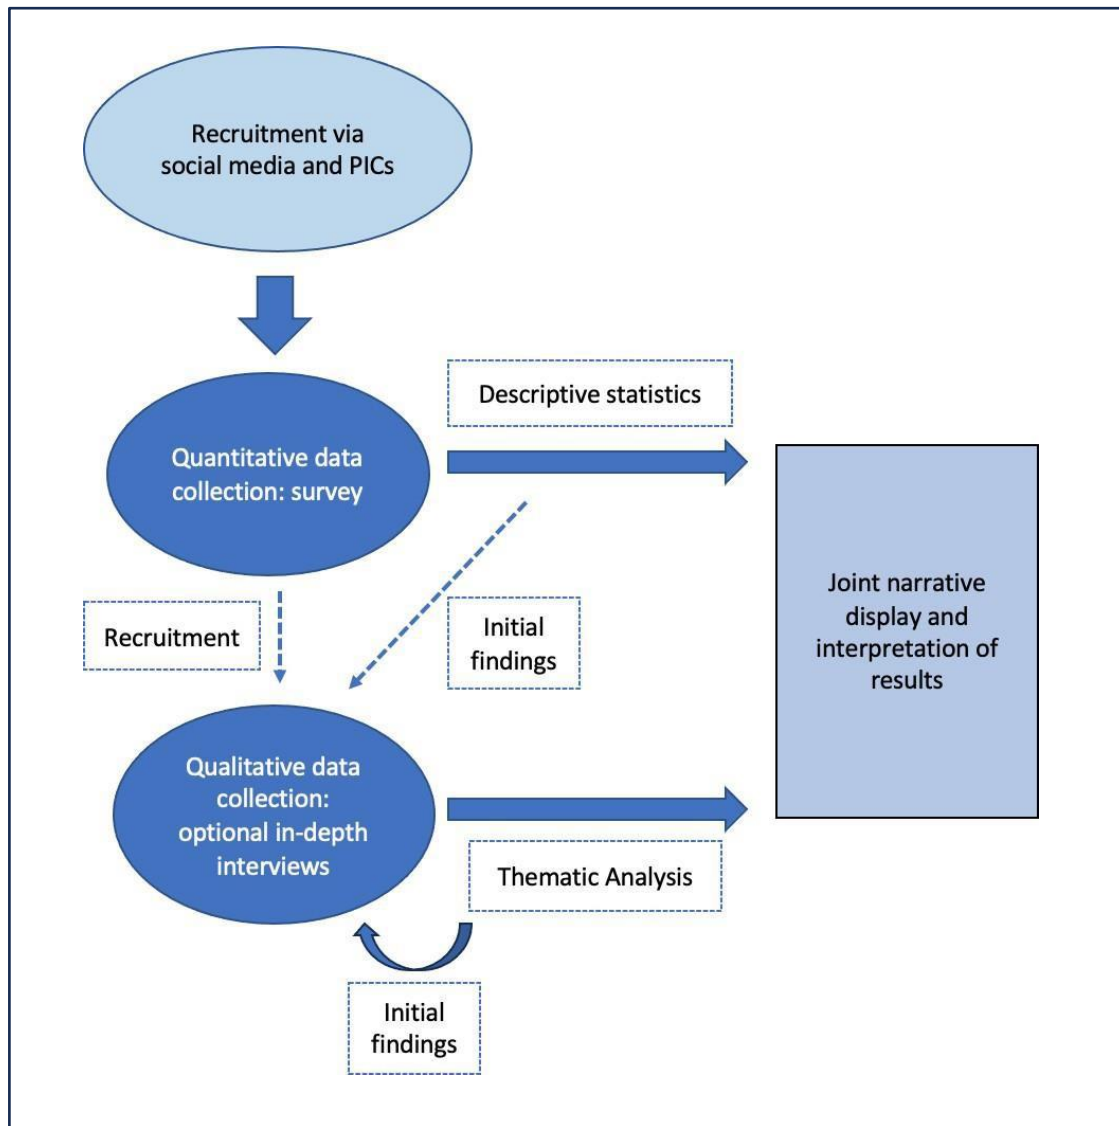 Recruitment via
social media and PICs
Descriptive statistics
Quantitative data
collection: survey
Recruitment
Initial
findings
Joint narrative
display and
interpretation of
results
Qualitative data
collection:
optional in-depth
interviews
Thematic Analysis
Initial
findings